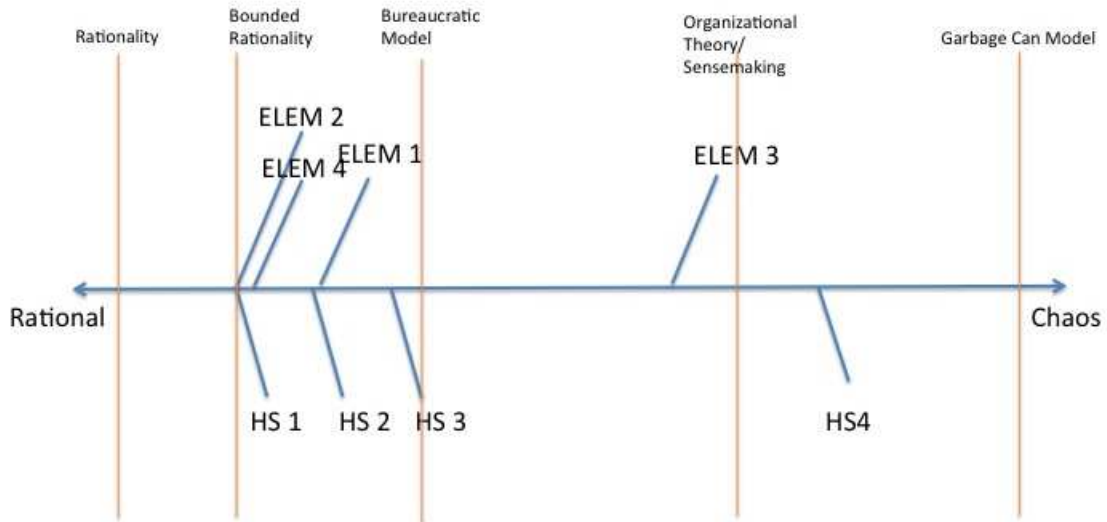 Rationality
Bounded
Rationality
Bureaucratic
Model
Organizational
Theory/
Sensemaking
Garbage Can Model
ELEM 2
ELEM 4
ELEM 1
ELEM 3
Rational
Chaos
HS 1
HS 2
HS 3
HS4